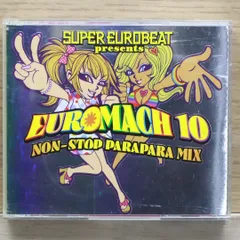 SUPER EUROBEAT
presents
EUROMACH 10
NON-STOP PARAPARA MIX